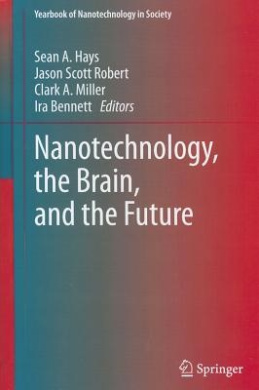 Yearbook of Nanotechnology in Society
Sean A. Hays
Jason Scott Robert
Clark A. Miller
Ira Bennett Editors
Nanotechnology,
the Brain,
and the Future
Springer